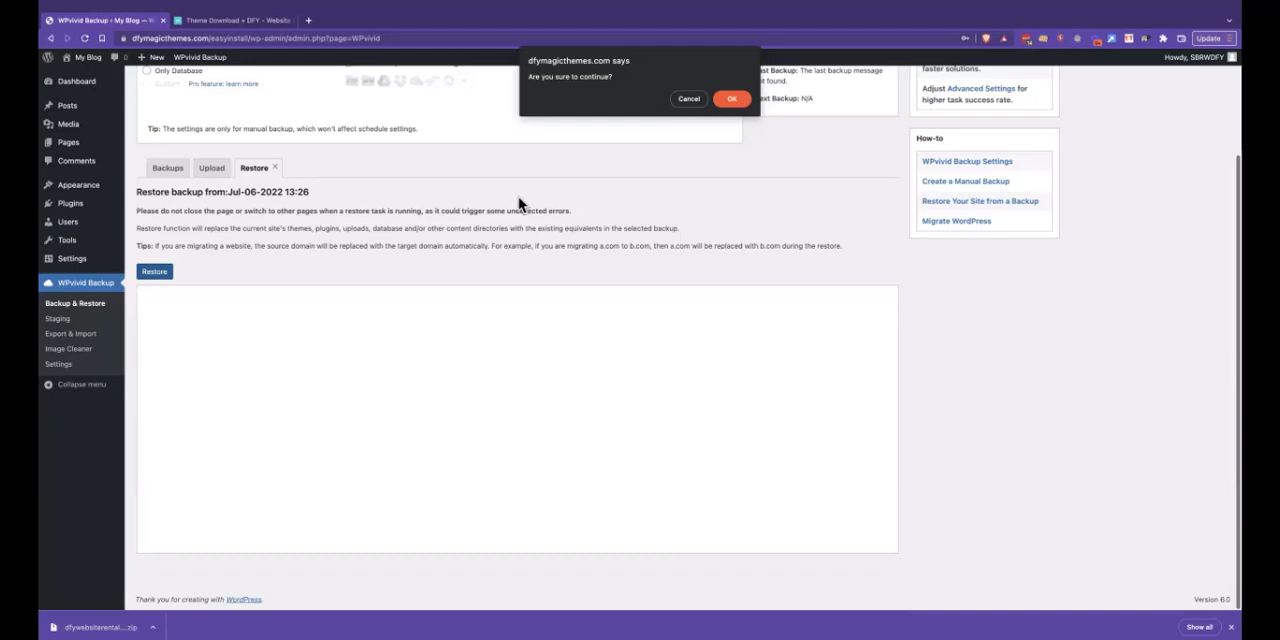 WPvivid Backup ‹ My Blog — W
Theme Download » DFY - Website
dfymagicthemes.com/easyinstall/wp-admin/admin.php?page=WPvivid
Update
My Blog
0
New
WPvivid Backup
Howdy, SBRWDFY
dfymagicthemes.com says
Are you sure to continue?
Cancel
OK
Dashboard
Posts
Media
Pages
Comments
Appearance
Plugins
Users
Tools
Settings
WPvivid Backup
Backup & Restore
Staging
Export & Import
Image Cleaner
Settings
Collapse menu
Only Database
Custom
Pro feature: learn more
Tip: The settings are only for manual backup, which won't affect schedule settings.
Backup: The last backup message
found.
Backup: N/A
faster solutions.
Adjust Advanced Settings for
higher task success rate.
How-to
WPvivid Backup Settings
Create a Manual Backup
Restore Your Site from a Backup
Migrate WordPress
Backups
Upload
Restore
Restore backup from:Jul-06-2022 13:26
Please do not close the page or switch to other pages when a restore task is running, as it could trigger some unexpected errors.
Restore function will replace the current site's themes, plugins, uploads, database and/or other content directories with the existing equivalents in the selected backup.
Tips: If you are migrating a website, the source domain will be replaced with the target domain automatically. For example, if you are migrating a.com to b.com, then a.com will be replaced with b.com during the restore.
Restore
Thank you for creating with WordPress.
Version 6.0
dfywebsiterental....zip
Show all